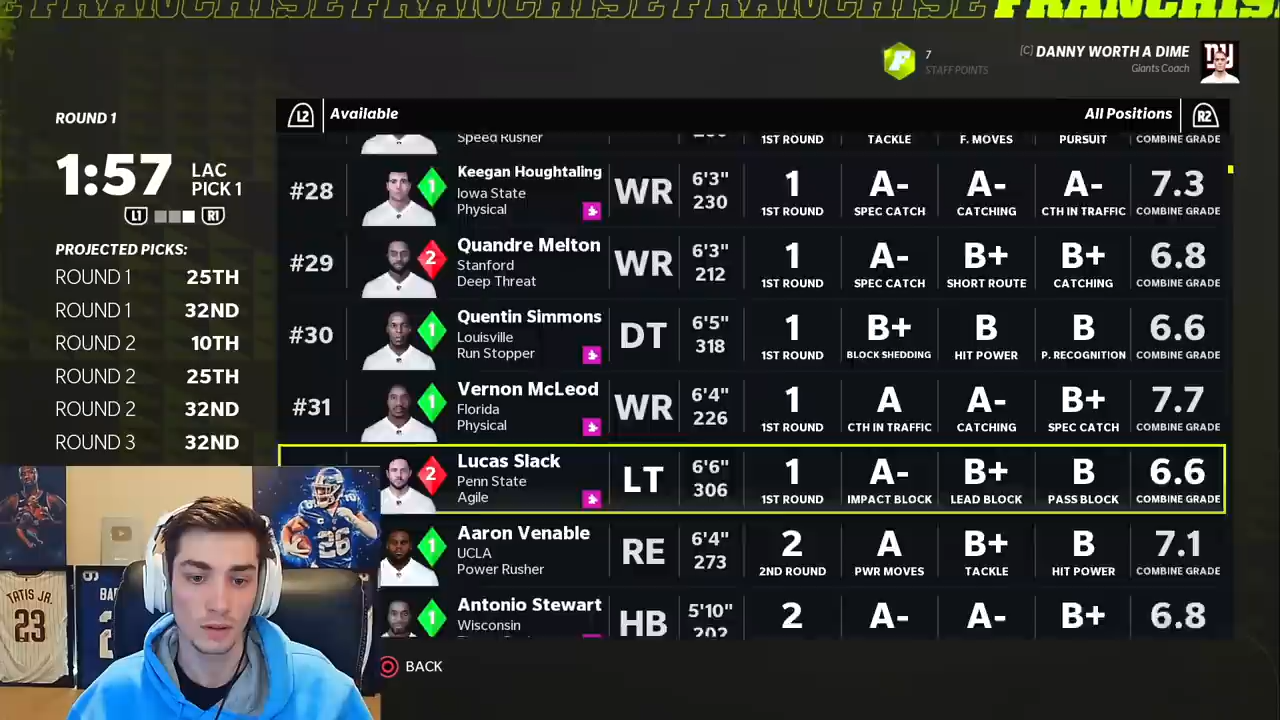 FRANCHISE FRANCHISE FRANCHISE FRANCHISE FRANCHIS
7
STAFF POINTS
[C] DANNY WORTH A DIME
Giants Coach
ROUND 1
1:57
LAC
PICK 1
L1
R1
PROJECTED PICKS:
ROUND 1 25TH
ROUND 1 32ND
ROUND 2 10TH
ROUND 2 25TH
ROUND 2 32ND
ROUND 3 32ND
L2 Available All Positions R2
Speed Rusher 1ST ROUND TACKLE F. MOVES PURSUIT COMBINE GRADE
#28 1 Keegan Houghtaling WR 6'3" 1 A- A- A- 7.3
Iowa State 230 1ST ROUND SPEC CATCH CATCHING CTH IN TRAFFIC COMBINE GRADE
Physical
#29 2 Quandre Melton WR 6'3" 1 A- B+ B+ 6.8
Stanford 212 1ST ROUND SPEC CATCH SHORT ROUTE CATCHING COMBINE GRADE
Deep Threat
#30 1 Quentin Simmons DT 6'5" 1 B+ B B 6.6
Louisville 318 1ST ROUND BLOCK SHEDDING HIT POWER P. RECOGNITION COMBINE GRADE
Run Stopper
#31 1 Vernon McLeod WR 6'4" 1 A A- B+ 7.7
Florida 226 1ST ROUND CTH IN TRAFFIC CATCHING SPEC CATCH COMBINE GRADE
Physical
2 Lucas Slack LT 6'6" 1 A- B+ B 6.6
Penn State 306 1ST ROUND IMPACT BLOCK LEAD BLOCK PASS BLOCK COMBINE GRADE
Agile
1 Aaron Venable RE 6'4" 2 A B+ B 7.1
UCLA 273 2ND ROUND PWR MOVES TACKLE HIT POWER COMBINE GRADE
Power Rusher
1 Antonio Stewart HB 5'10" 2 A- A- B+ 6.8
Wisconsin 202
BACK
26
TATIS JR.
23